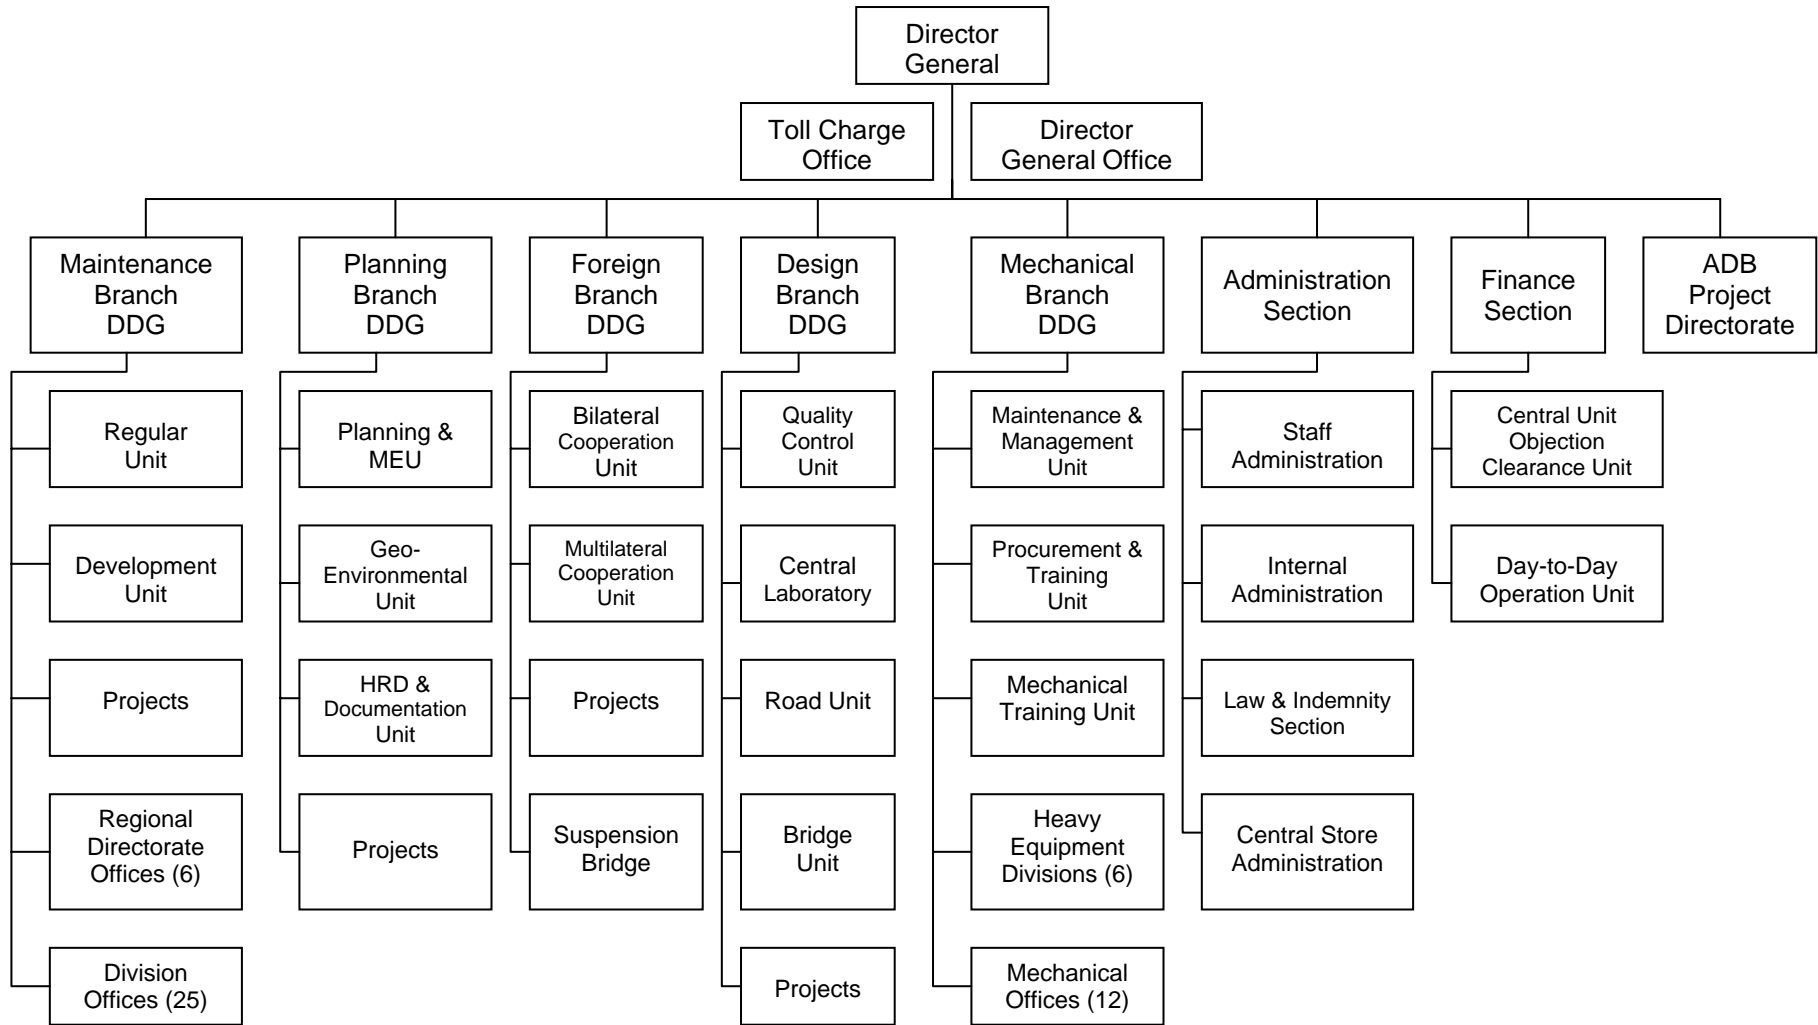 Director
General
Toll Charge
Office
Director
General Office
Maintenance
Branch
DDG
Planning
Branch
DDG
Foreign
Branch
DDG
Design
Branch
DDG
Mechanical
Branch
DDG
Administration
Section
Finance
Section
ADB
Project
Directorate
Regular
Unit
Development
Unit
Projects
Regional
Directorate
Offices (6)
Division
Offices (25)
Planning &
MEU
Geo-
Environmental
Unit
HRD &
Documentation
Unit
Projects
Bilateral
Cooperation
Unit
Multilateral
Cooperation
Unit
Projects
Suspension
Bridge
Quality
Control
Unit
Central
Laboratory
Road Unit
Bridge
Unit
Projects
Maintenance &
Management
Unit
Procurement &
Training
Unit
Mechanical
Training Unit
Heavy
Equipment
Divisions (6)
Mechanical
Offices (12)
Staff
Administration
Internal
Administration
Law & Indemnity
Section
Central Store
Administration
Central Unit
Objection
Clearance Unit
Day-to-Day
Operation Unit